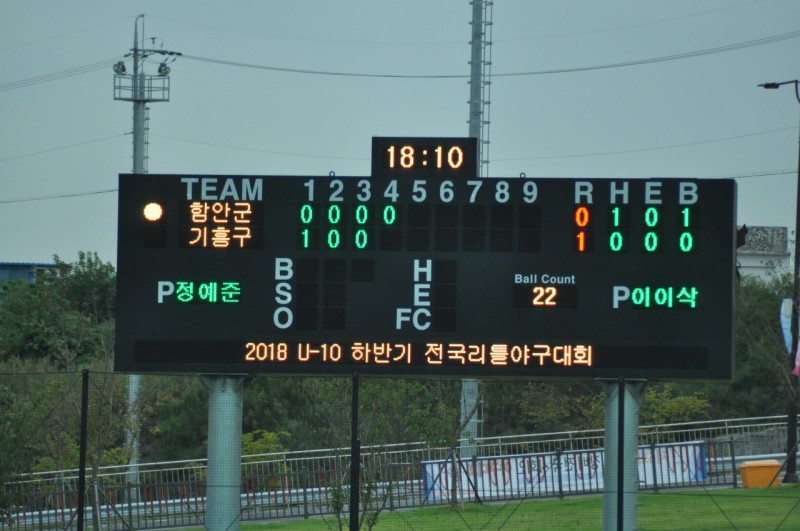 18:10
TEAM 1 2 3 4 5 6 7 8 9 R H E B
함안군 0 0 0 0 0 1 0 1
기흥구 1 0 0 1 0 0 0
B H
P 정예준 S E Ball Count 22 P 이이삭
O FC
2018 U-10 하반기 전국리틀야구대회